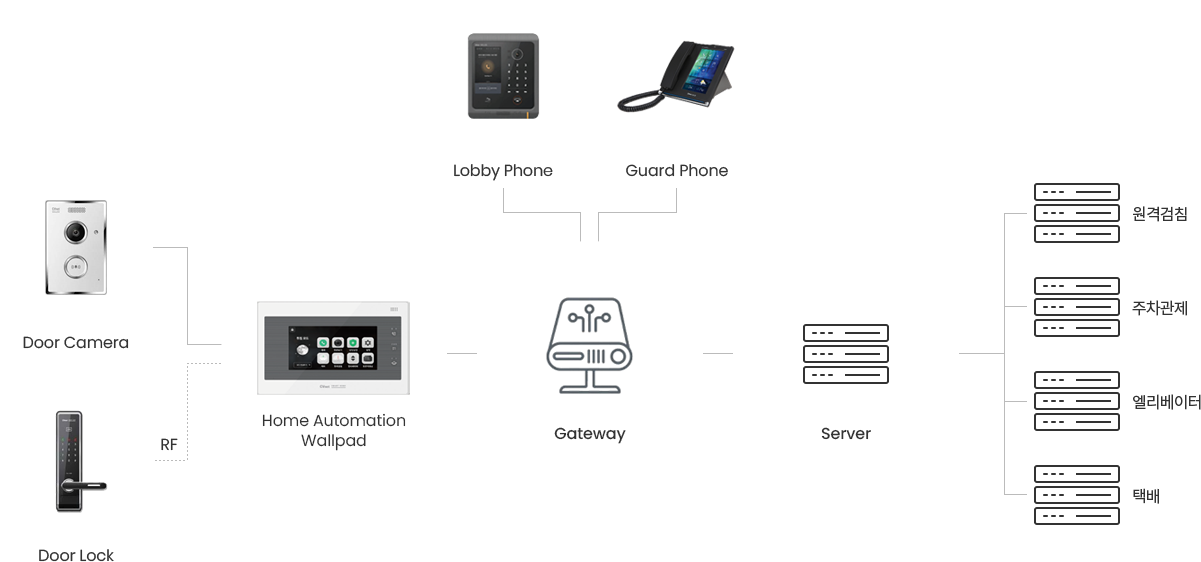 Lobby Phone
Guard Phone
원격검침
Door Camera
주차관제
Home Automation
Wallpad
엘리베이터
Gateway
Server
RF
택배
Door Lock